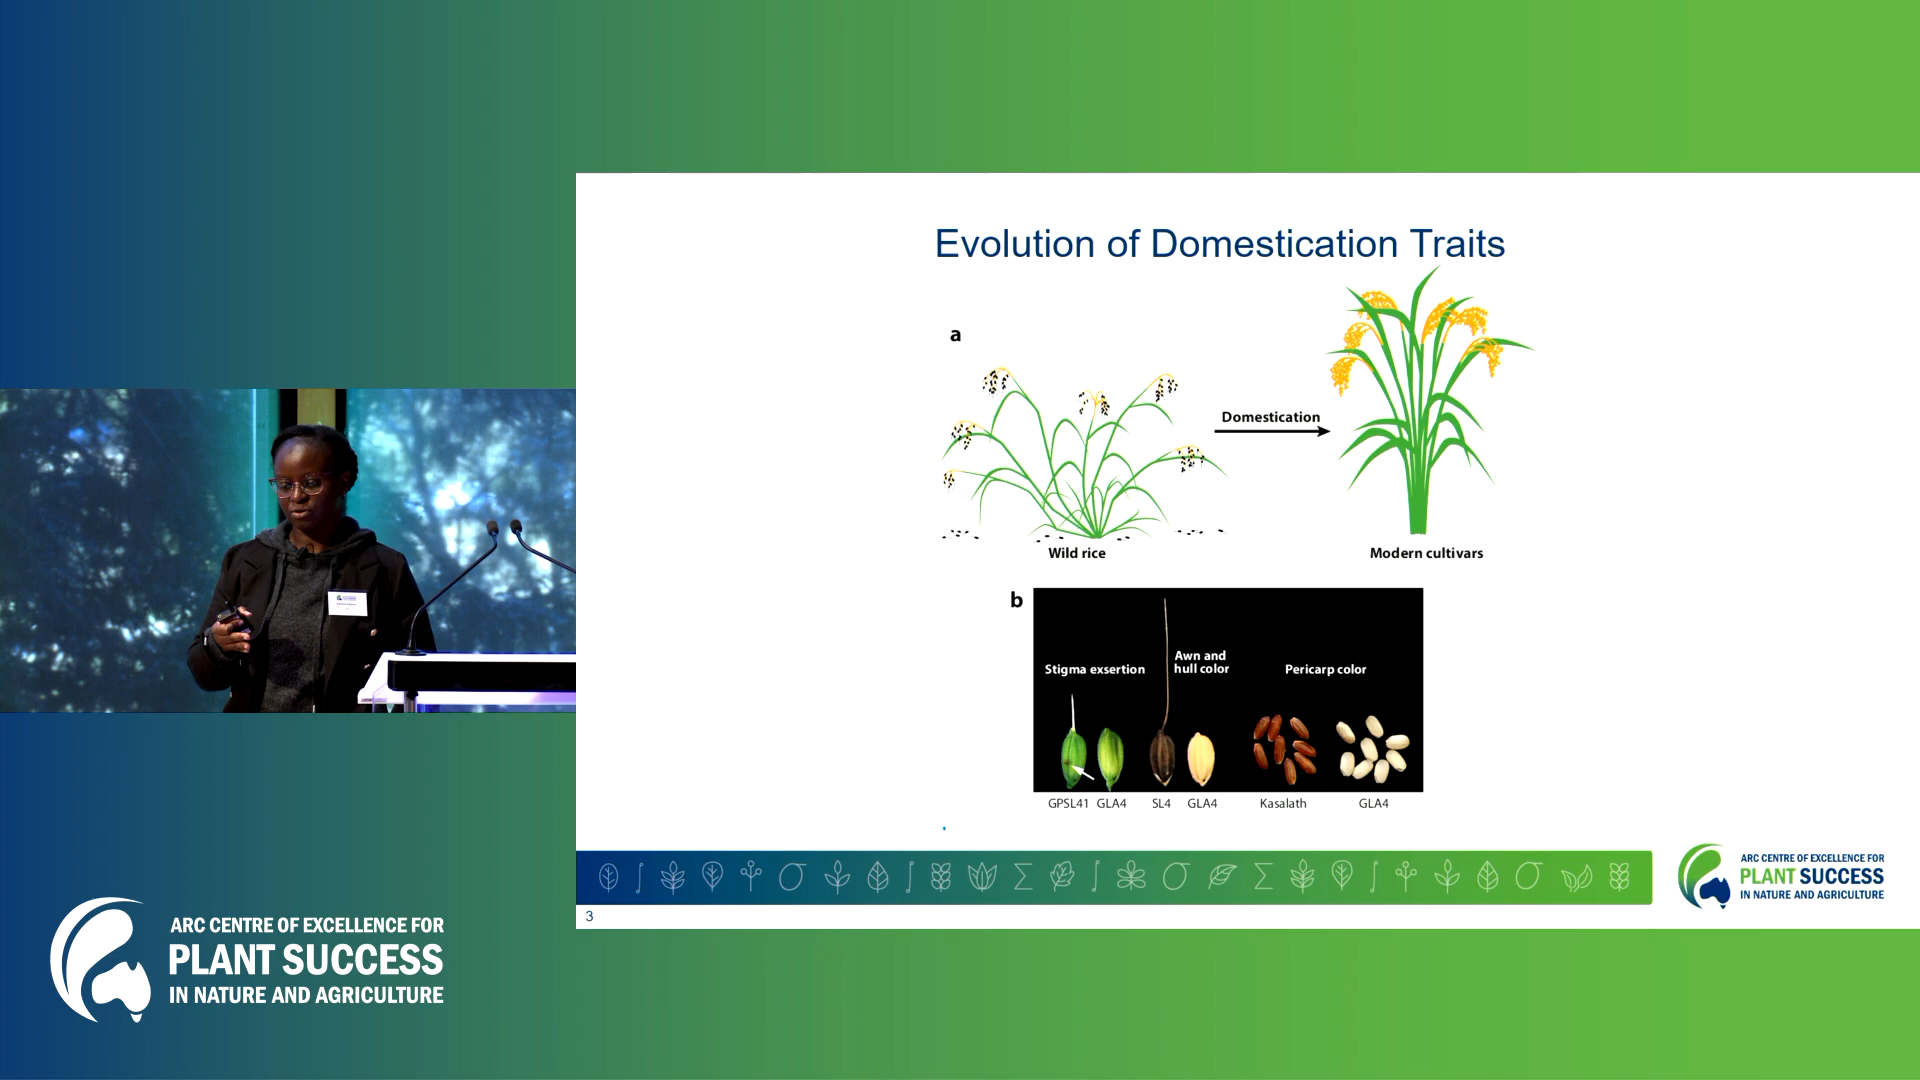 Evolution of Domestication Traits
a
Domestication
Wild rice
Modern cultivars
b
Stigma exsertion
Awn and
hull color
Pericarp color
GPSL41 GLA4 SL4 GLA4 Kasalath GLA4
ARC CENTRE OF EXCELLENCE FOR
PLANT SUCCESS
IN NATURE AND AGRICULTURE
3
ARC CENTRE OF EXCELLENCE FOR
PLANT SUCCESS
IN NATURE AND AGRICULTURE